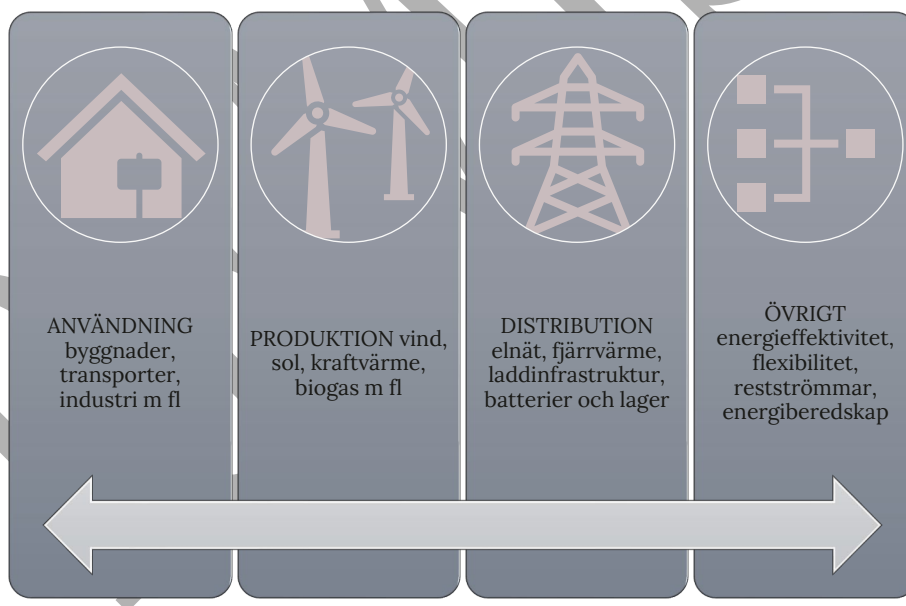 ANVÄNDNING
byggnader,
transporter,
industri m fl
PRODUKTION vind,
sol, kraftvärme,
biogas m fl
DISTRIBUTION
elnät, fjärrvärme,
laddinfrastruktur,
batterier och lager
ÖVRIGT
energieffektivitet,
flexibilitet,
restströmmar,
energiberedskap